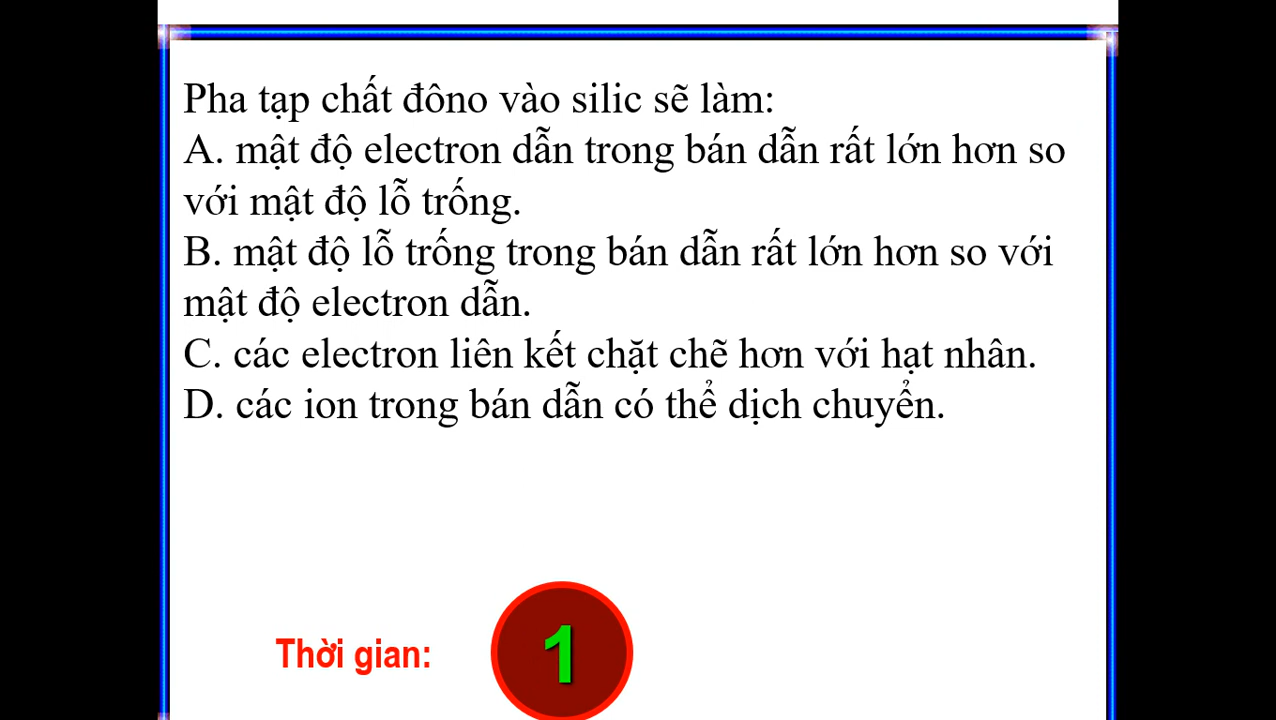 Pha tạp chất đôno vào silic sẽ làm:
A. mật độ electron dẫn trong bán dẫn rất lớn hơn so
với mật độ lỗ trống.
B. mật độ lỗ trống trong bán dẫn rất lớn hơn so với
mật độ electron dẫn.
C. các electron liên kết chặt chẽ hơn với hạt nhân.
D. các ion trong bán dẫn có thể dịch chuyển.
Thời gian:
1